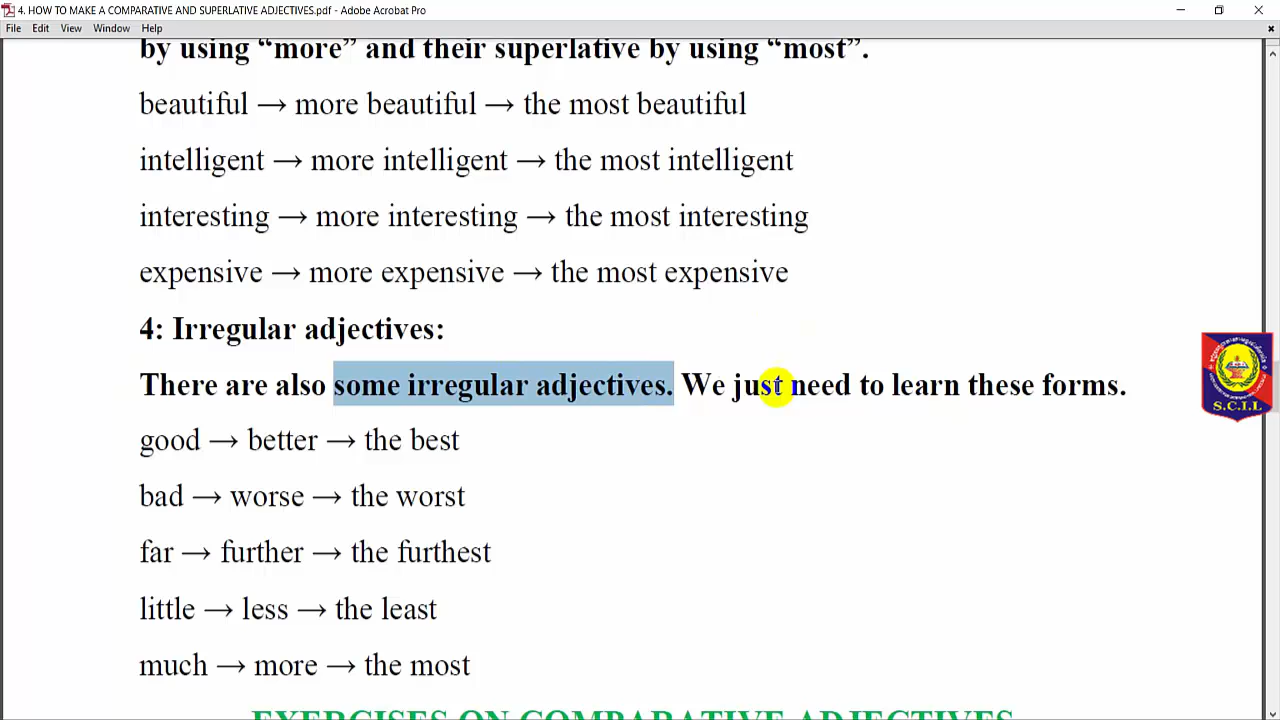 4. HOW TO MAKE A COMPARATIVE AND SUPERLATIVE ADJECTIVES.pdf - Adobe Acrobat Pro
File Edit View Window Help
by using “more” and their superlative by using “most”.
beautiful → more beautiful → the most beautiful
intelligent → more intelligent → the most intelligent
interesting → more interesting → the most interesting
expensive → more expensive → the most expensive
4: Irregular adjectives:
There are also some irregular adjectives. We just need to learn these forms.
good → better → the best
bad → worse → the worst
far → further → the furthest
little → less → the least
much → more → the most
EXERCISES ON COMPARATIVE ADJECTIVES
S.C.I.L